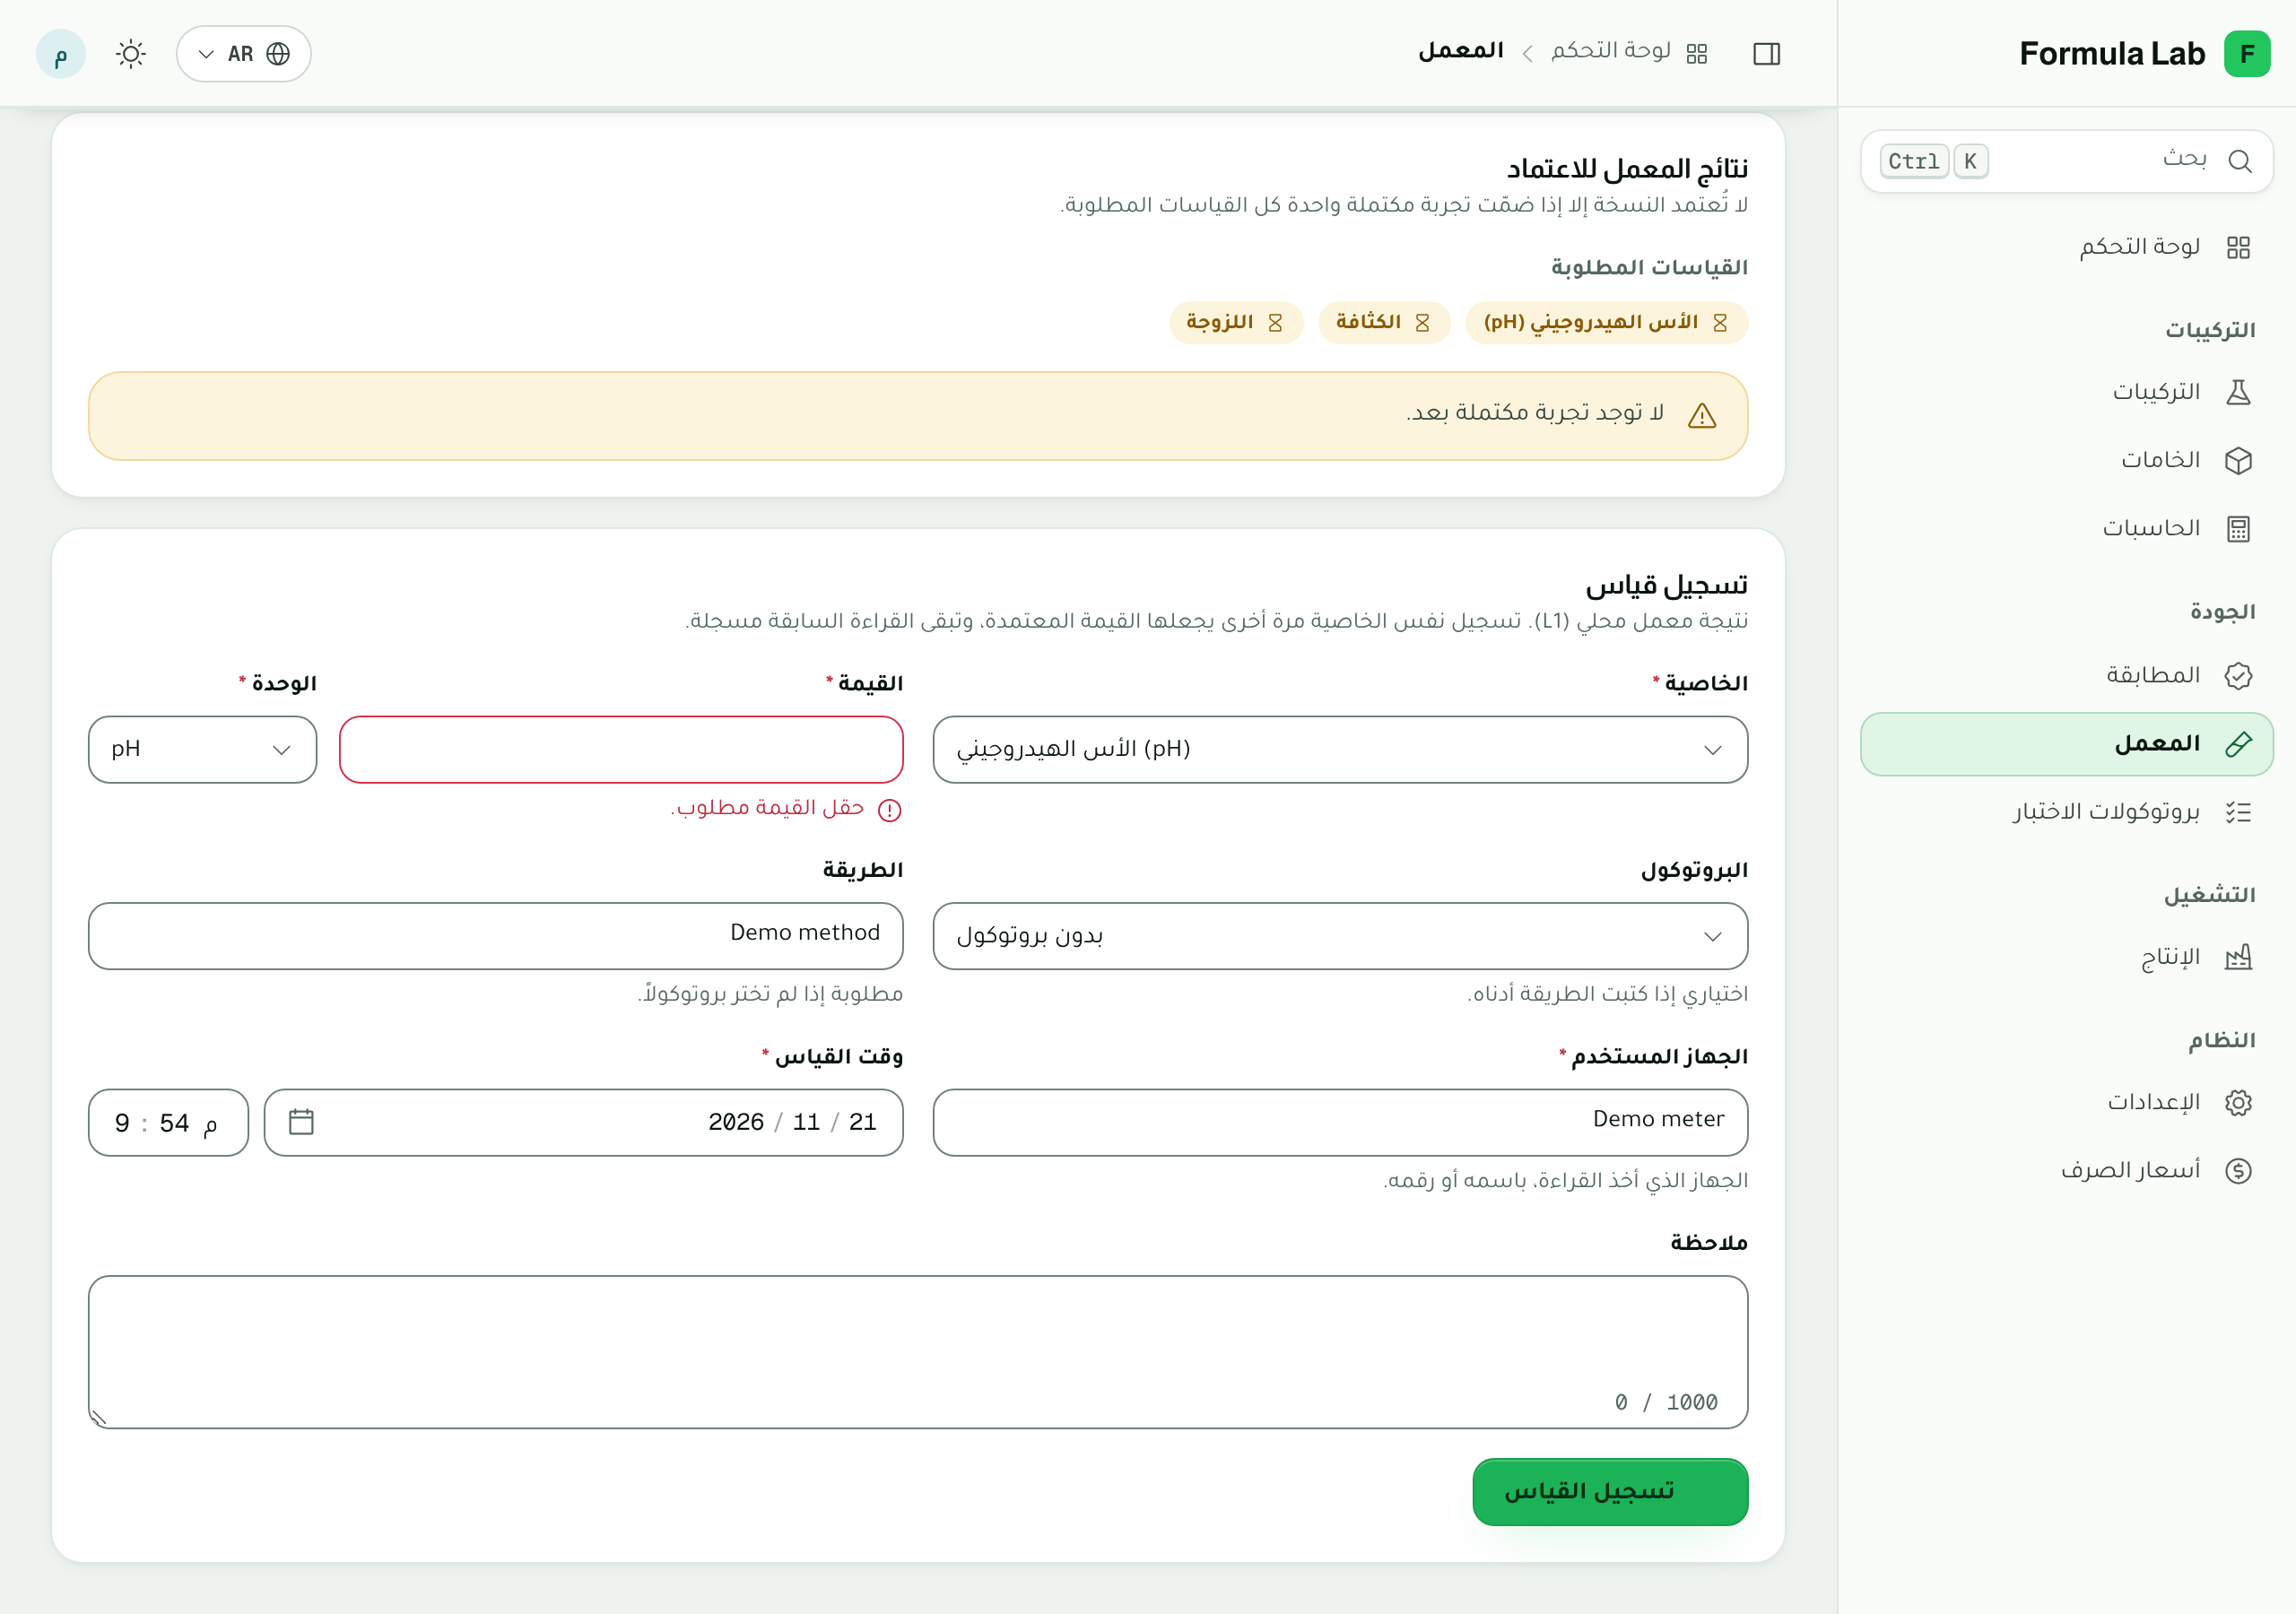 F Formula Lab
بحث
Ctrl K
لوحة التحكم
التركيبات
التركيبات
الخامات
الحاسبات
الجودة
المطابقة
المعمل
بروتوكولات الاختبار
التشغيل
الإنتاج
النظام
الإعدادات
أسعار الصرف
لوحة التحكم المعمل
AR
م
نتائج المعمل للاعتماد
لا تُعتمد النسخة إلا إذا ضمّت تجربة مكتملة واحدة كل القياسات المطلوبة.
القياسات المطلوبة
الأس الهيدروجيني (pH) الكثافة اللزوجة
لا توجد تجربة مكتملة بعد.
تسجيل قياس
نتيجة معمل محلي (L1). تسجيل نفس الخاصية مرة أخرى يجعلها القيمة المعتمدة، وتبقى القراءة السابقة مسجلة.
الخاصية * القيمة * الوحدة *
الأس الهيدروجيني (pH) pH
حقل القيمة مطلوب.
البروتوكول الطريقة
بدون بروتوكول Demo method
اختياري إذا كتبت الطريقة أدناه. مطلوبة إذا لم تختر بروتوكولاً.
الجهاز المستخدم * وقت القياس *
Demo meter 2026 / 11 / 21 9 : 54 م
الجهاز الذي أخذ القراءة، باسمه أو رقمه.
ملاحظة
0 / 1000
تسجيل القياس